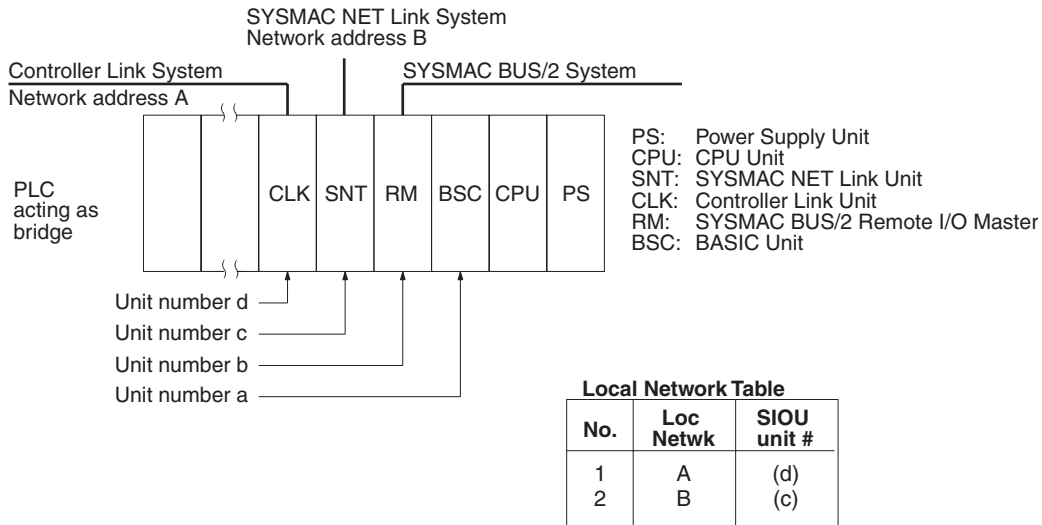 SYSMAC NET Link System
Network address B
Controller Link System
SYSMAC BUS/2 System
Network address A
PLC
acting as
bridge
CLK SNT RM BSC CPU PS
PS: Power Supply Unit
CPU: CPU Unit
SNT: SYSMAC NET Link Unit
CLK: Controller Link Unit
RM: SYSMAC BUS/2 Remote I/O Master
BSC: BASIC Unit
Unit number d
Unit number c
Unit number b
Unit number a
Local Network Table
No. Loc Netwk SIOU unit #
1 A (d)
2 B (c)